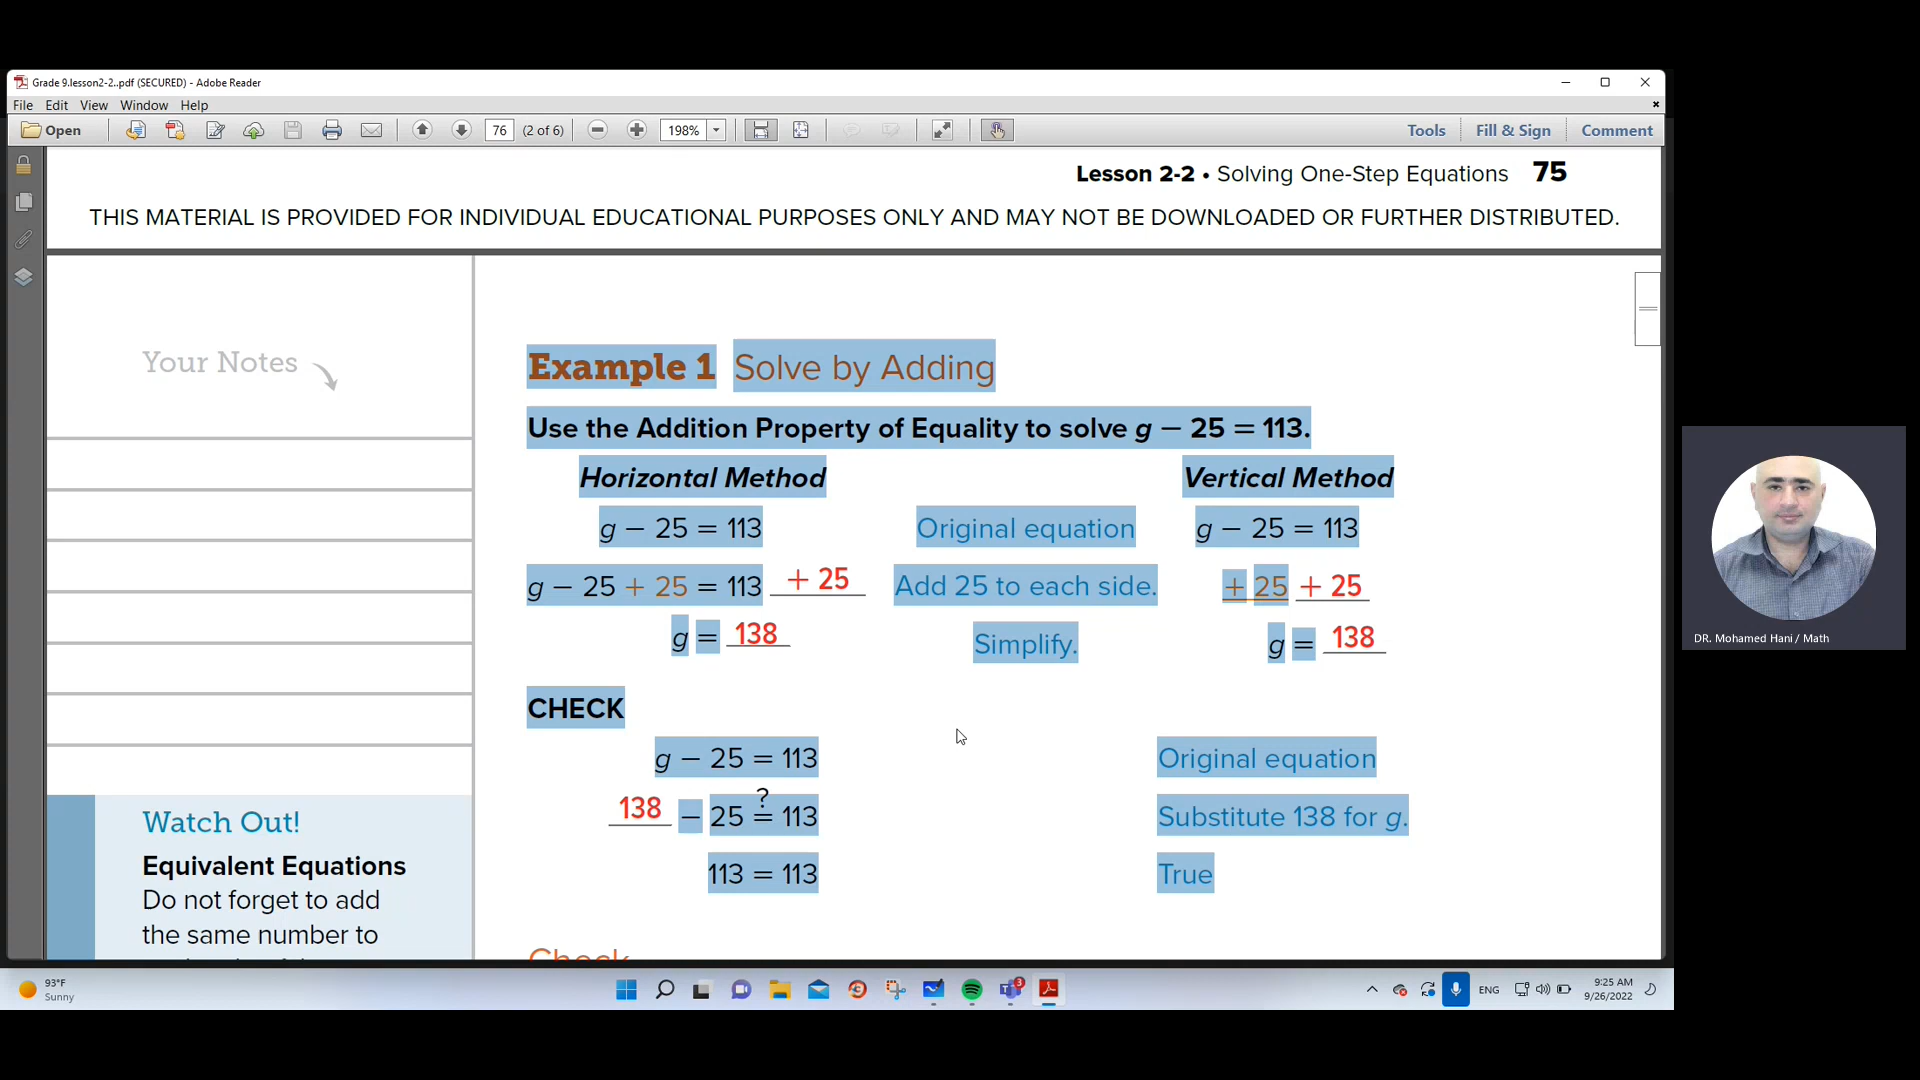 Grade 9.lesson2-2..pdf (SECURED) - Adobe Reader
File Edit View Window Help
Open 76 (2 of 6) 198% Tools Fill & Sign Comment
Lesson 2-2 • Solving One-Step Equations 75
THIS MATERIAL IS PROVIDED FOR INDIVIDUAL EDUCATIONAL PURPOSES ONLY AND MAY NOT BE DOWNLOADED OR FURTHER DISTRIBUTED.
Your Notes
Example 1 Solve by Adding
Use the Addition Property of Equality to solve g − 25 = 113.
Horizontal Method Vertical Method
g − 25 = 113 Original equation g − 25 = 113
g − 25 + 25 = 113 + 25 Add 25 to each side. + 25 + 25
g = 138 Simplify. g = 138
CHECK
g − 25 = 113 Original equation
138 − 25 ≟ 113 Substitute 138 for g.
113 = 113 True
Watch Out!
Equivalent Equations
Do not forget to add
the same number to
Check
DR. Mohamed Hani / Math
93°F
Sunny
3
ENG
9:25 AM
9/26/2022